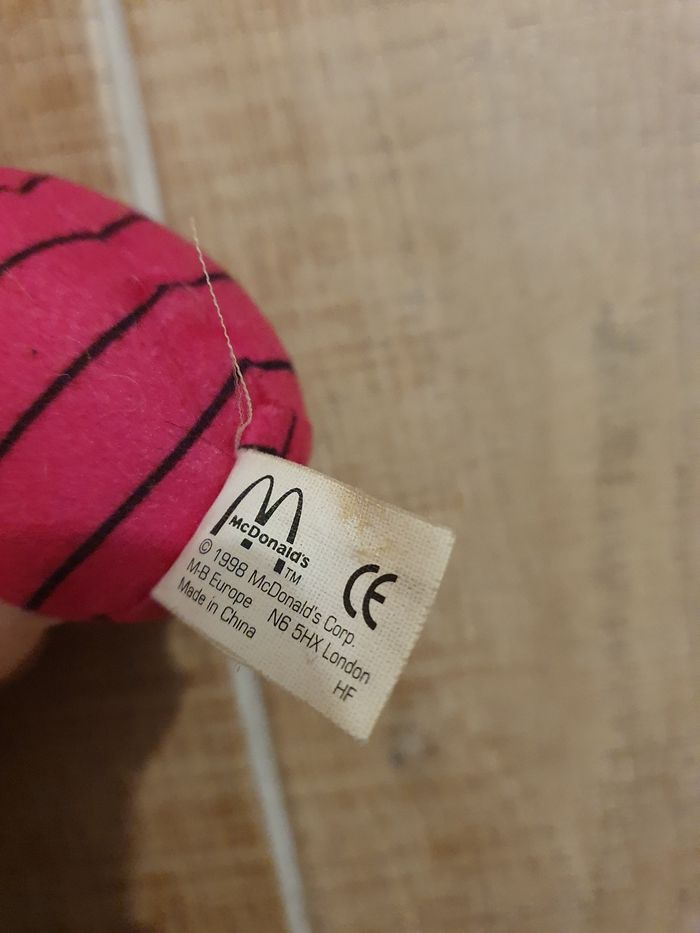 McDonald's
TM
CE
© 1998 McDonald's Corp.
M-B Europe N6 5HX London
Made in China
HF